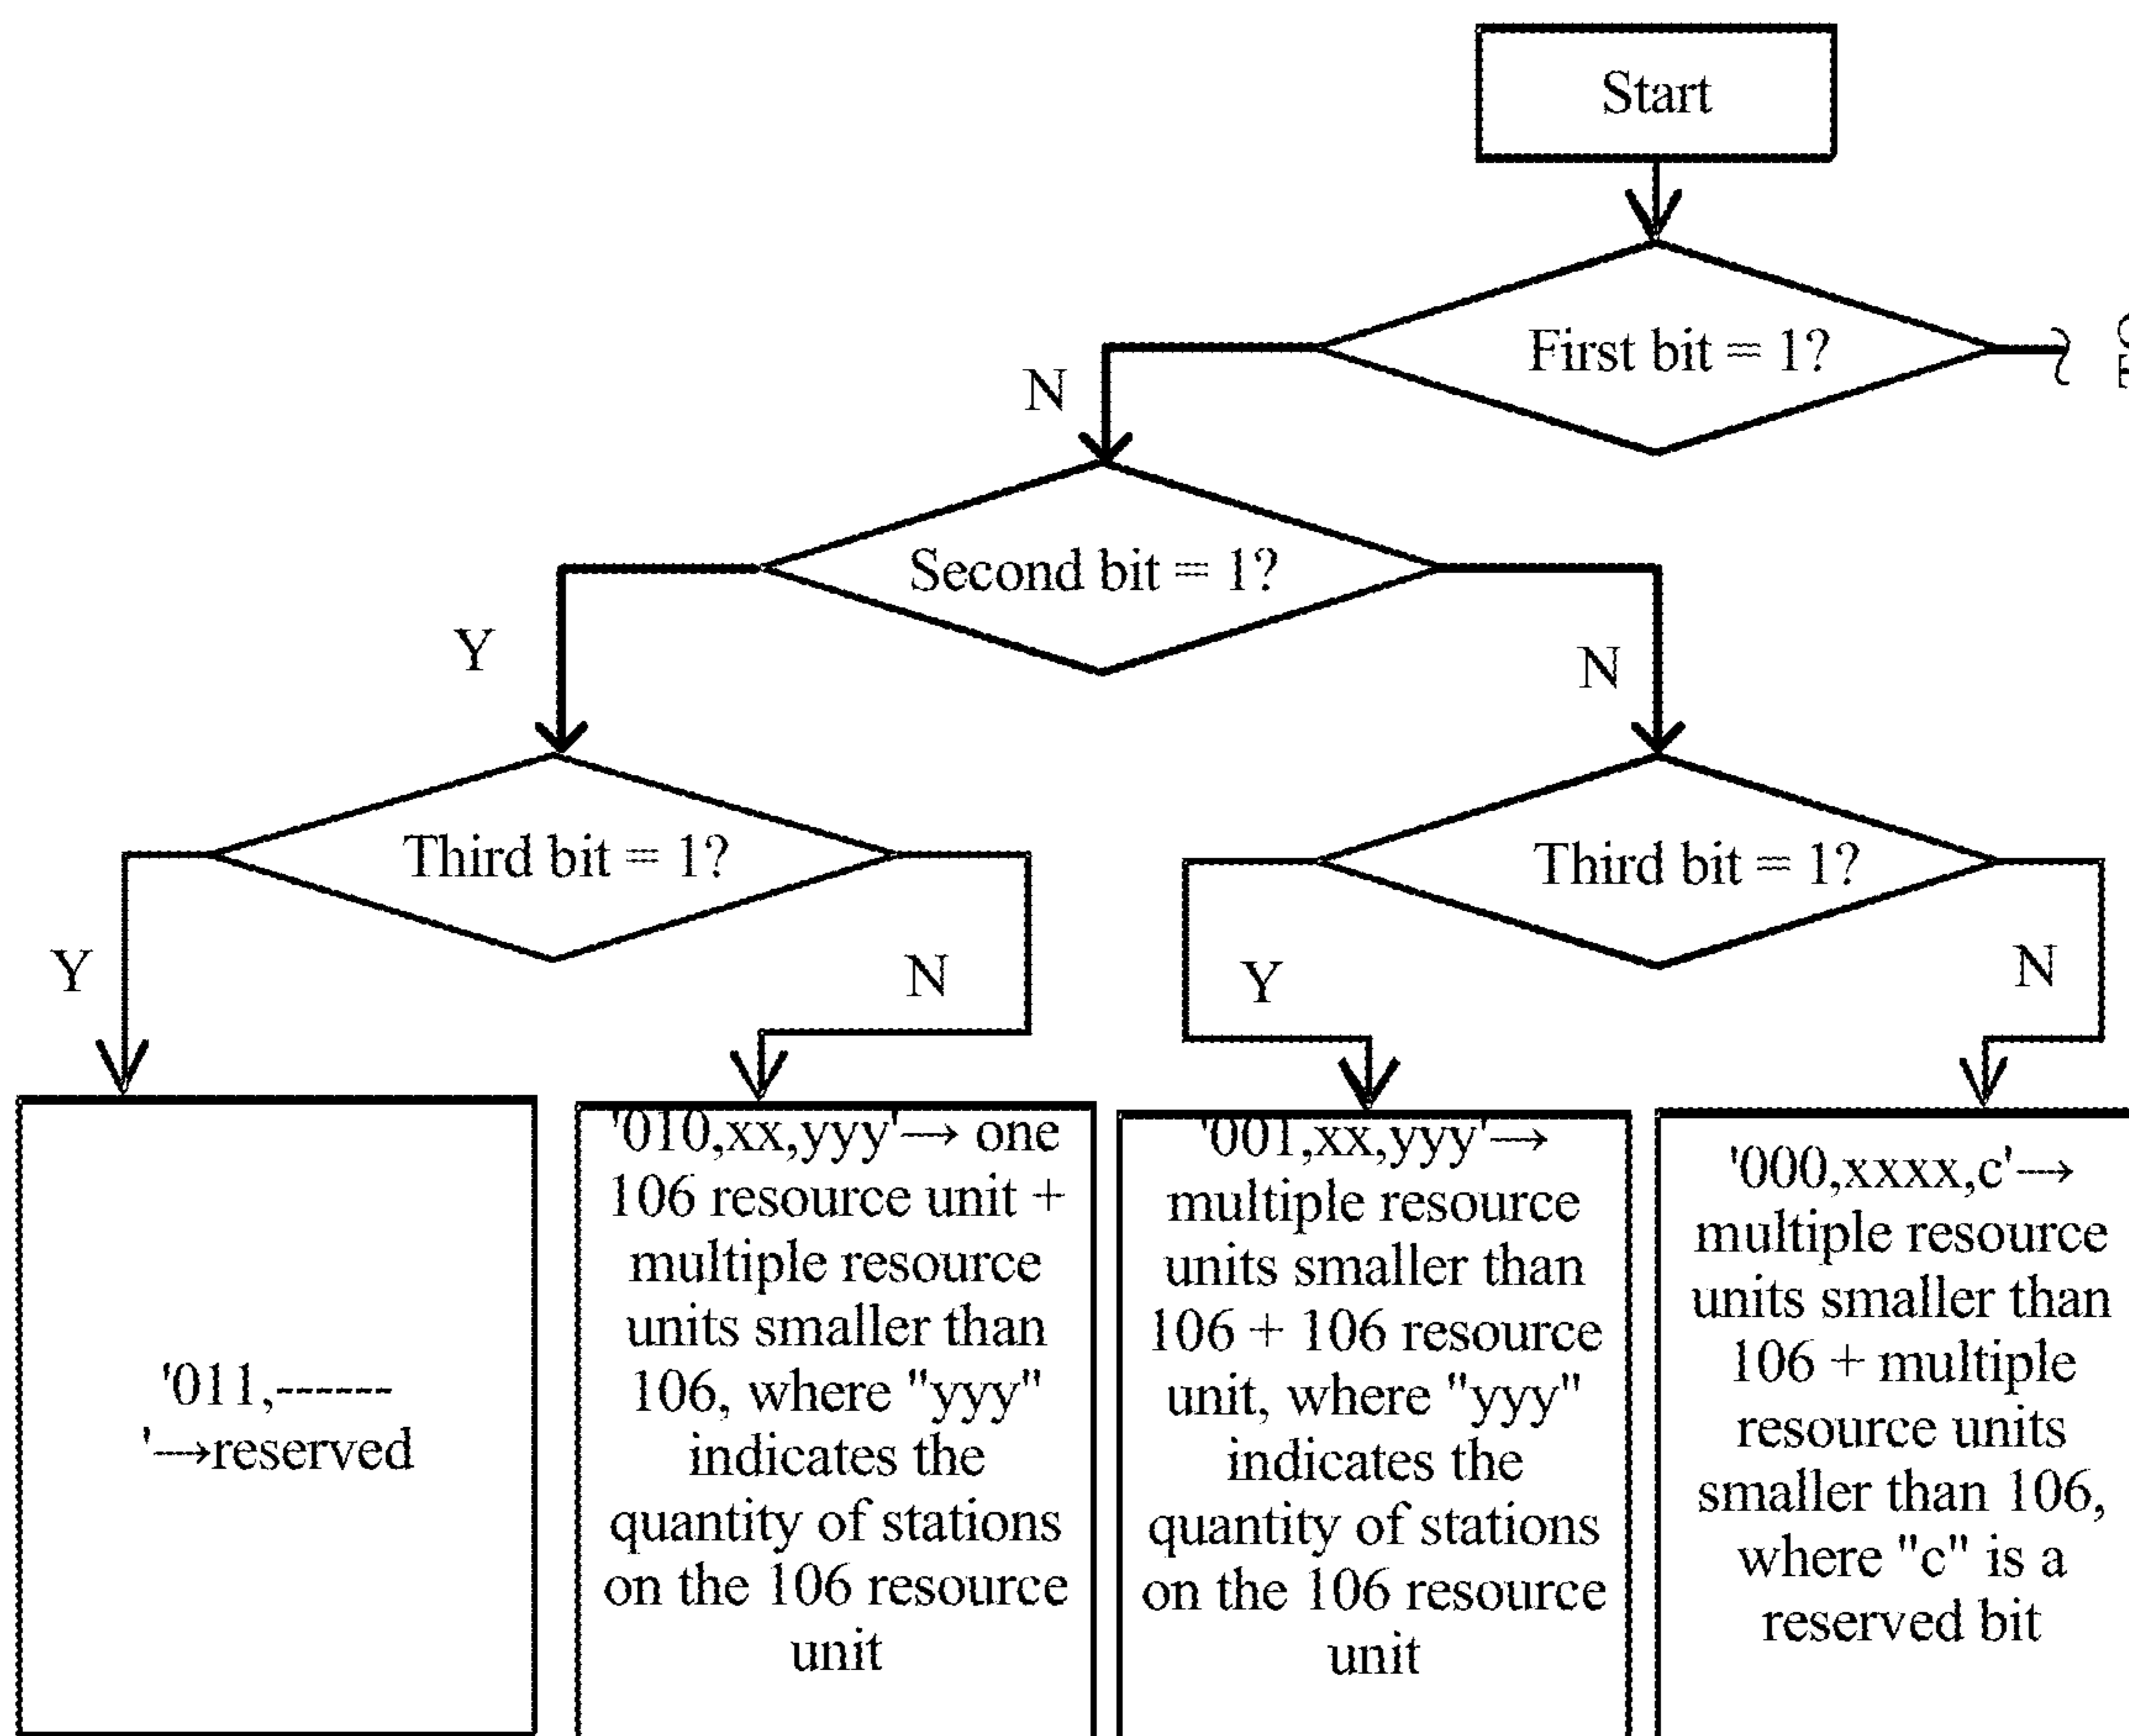 Start
First bit = 1?
N
Second bit = 1?
Y
N
Third bit = 1?
Third bit = 1?
Y
N
Y
N
'011,------
'→reserved
'010,xx,yyy'→ one
106 resource unit +
multiple resource
units smaller than
106, where "yyy"
indicates the
quantity of stations
on the 106 resource
unit
'001,xx,yyy'→
multiple resource
units smaller than
106 + 106 resource
unit, where "yyy"
indicates the
quantity of stations
on the 106 resource
unit
'000,xxxx,c'→
multiple resource
units smaller than
106 + multiple
resource units
smaller than 106,
where "c" is a
reserved bit